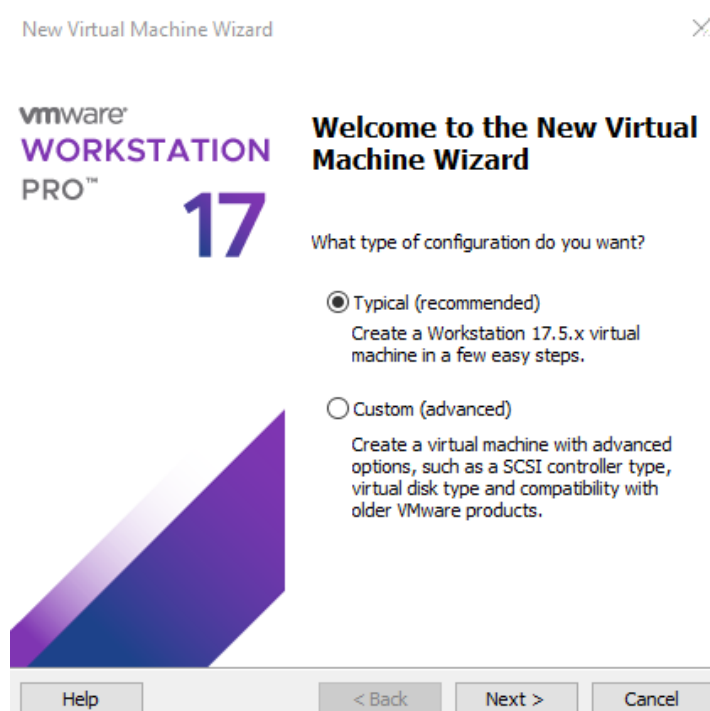 New Virtual Machine Wizard
vmware®
WORKSTATION
PRO™
17
Welcome to the New Virtual
Machine Wizard
What type of configuration do you want?
Typical (recommended)
Create a Workstation 17.5.x virtual
machine in a few easy steps.
Custom (advanced)
Create a virtual machine with advanced
options, such as a SCSI controller type,
virtual disk type and compatibility with
older VMware products.
Help
< Back
Next >
Cancel